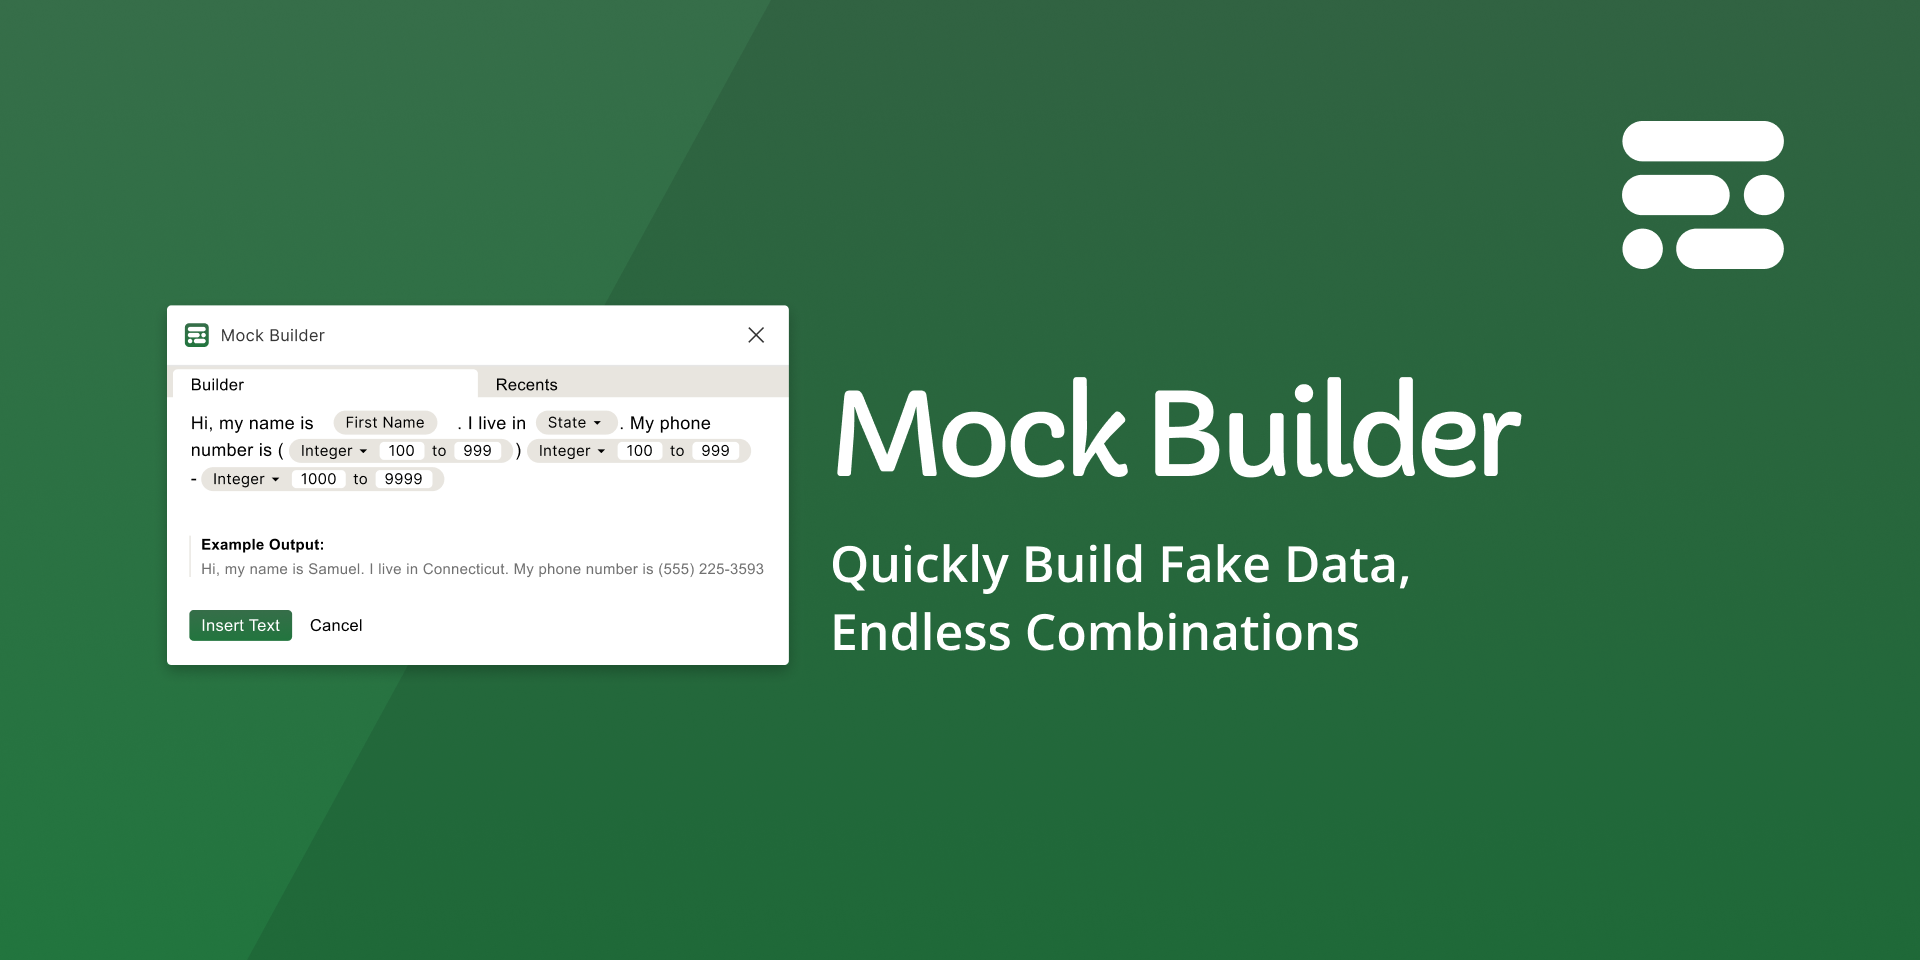 Mock Builder
Builder
Recents
Hi, my name is First Name . I live in State . My phone
number is ( Integer 100 to 999 ) Integer 100 to 999
- Integer 1000 to 9999
Example Output:
Hi, my name is Samuel. I live in Connecticut. My phone number is (555) 225-3593
Insert Text
Cancel
Mock Builder
Quickly Build Fake Data,
Endless Combinations